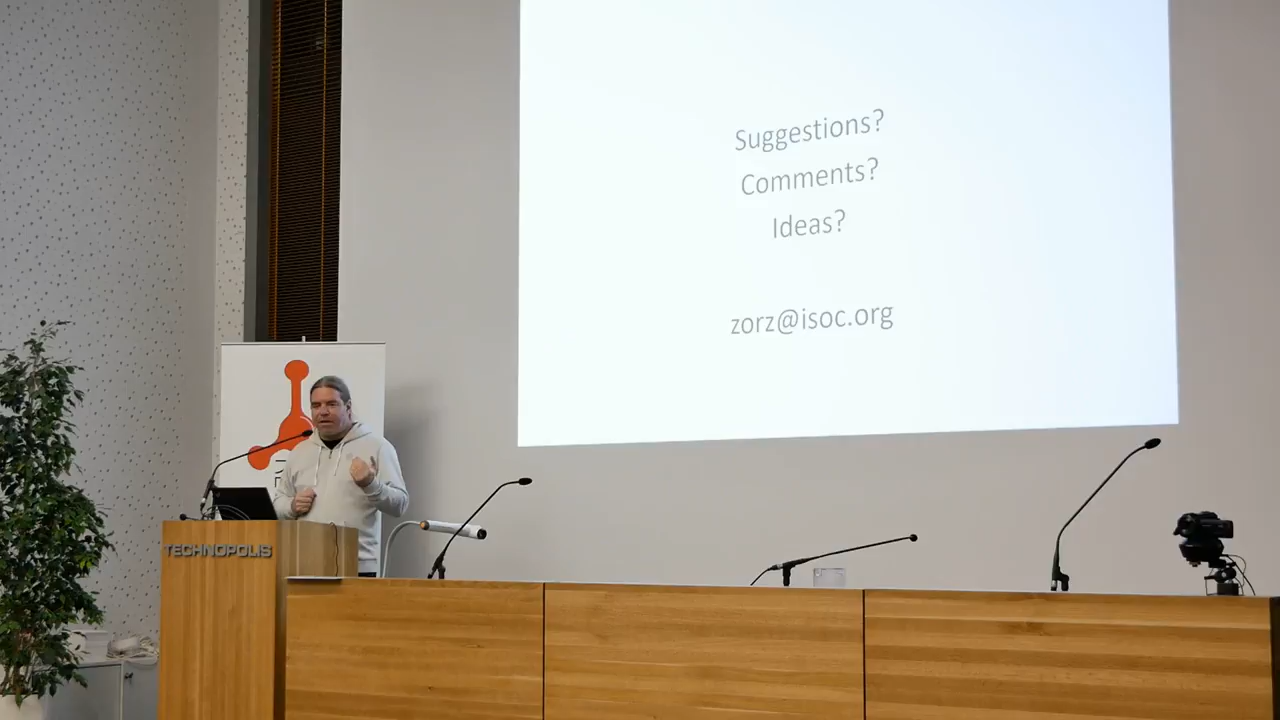 Suggestions?
Comments?
Ideas?
zorz@isoc.org
TECHNOPOLIS